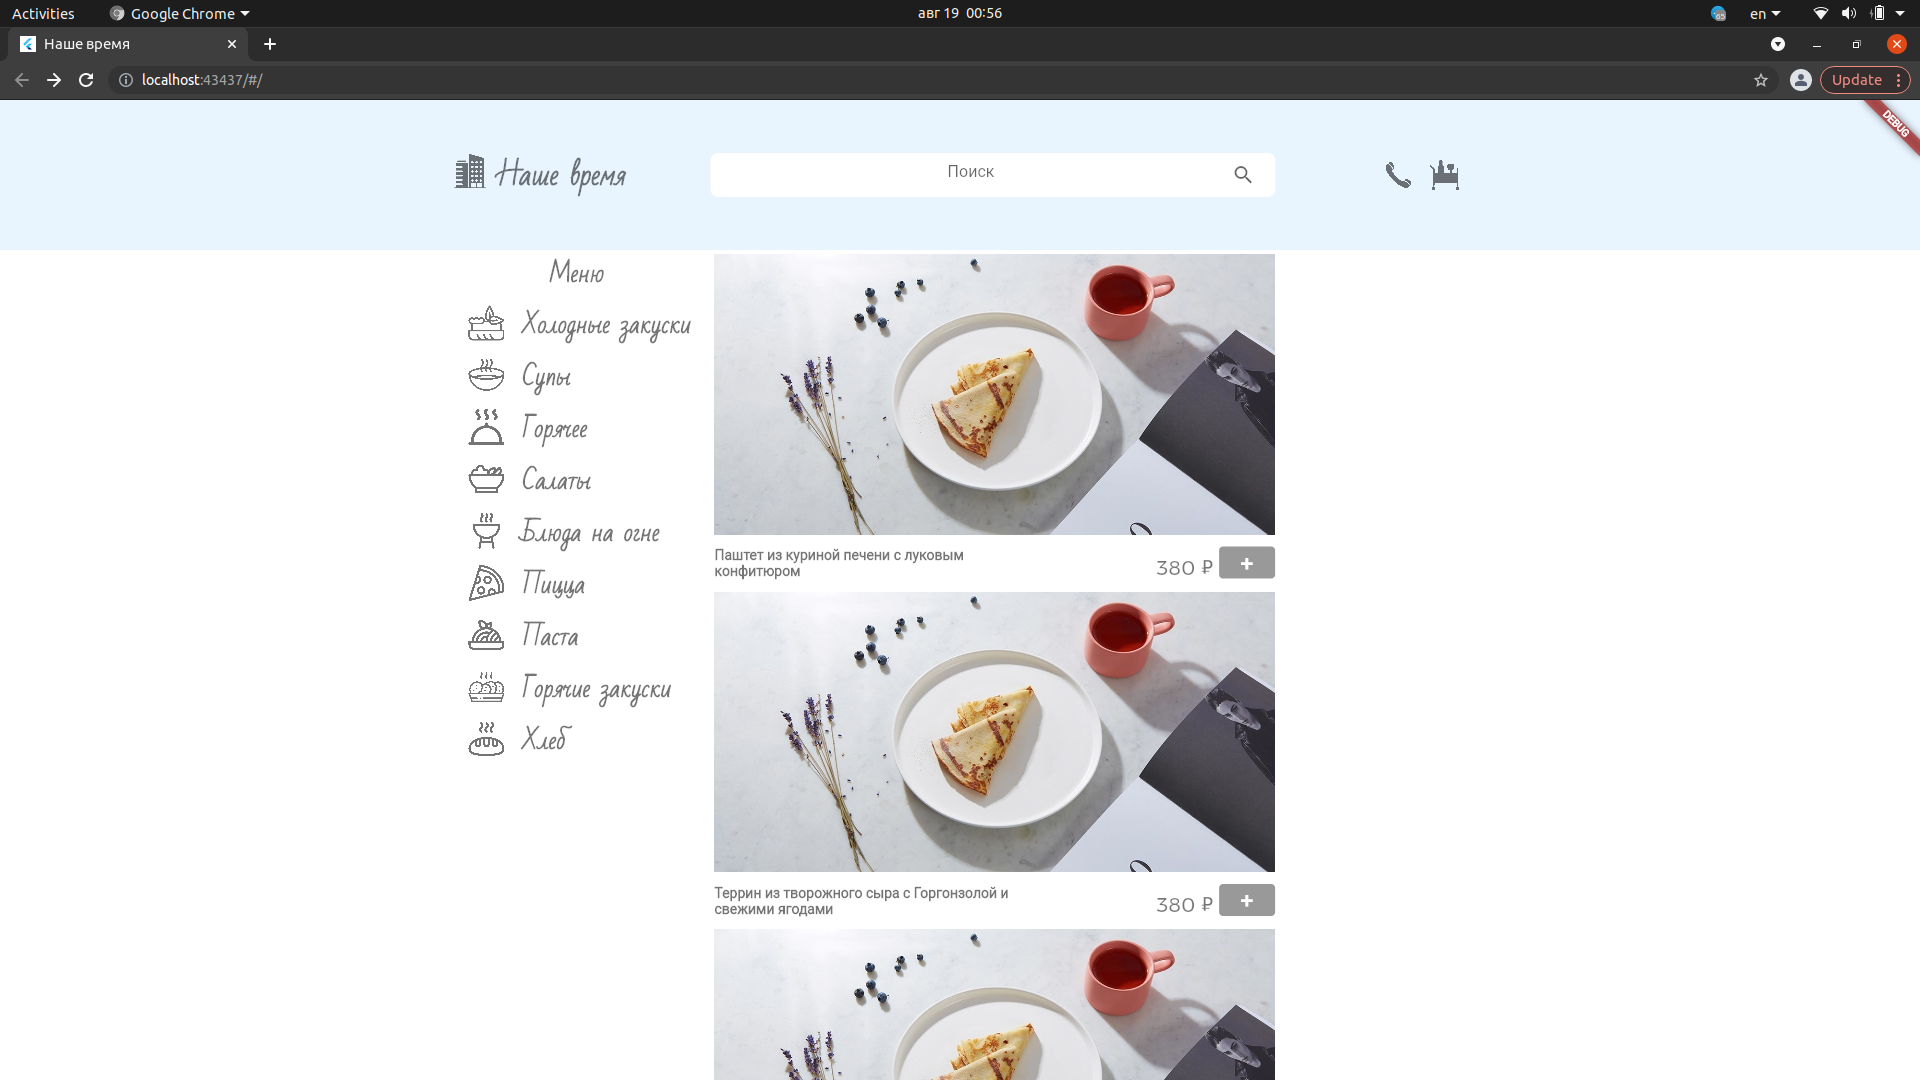 Activities
Google Chrome
авг 19 00:56
en
Наше время
localhost:43437/#/
Update
DEBUG
Наше время
Поиск
Меню
Холодные закуски
Супы
Горячее
Салаты
Блюда на огне
Пицца
Паста
Горячие закуски
Хлеб
Паштет из куриной печени с луковым
конфитюром
380 ₽
+
Террин из творожного сыра с Горгонзолой и
свежими ягодами
380 ₽
+